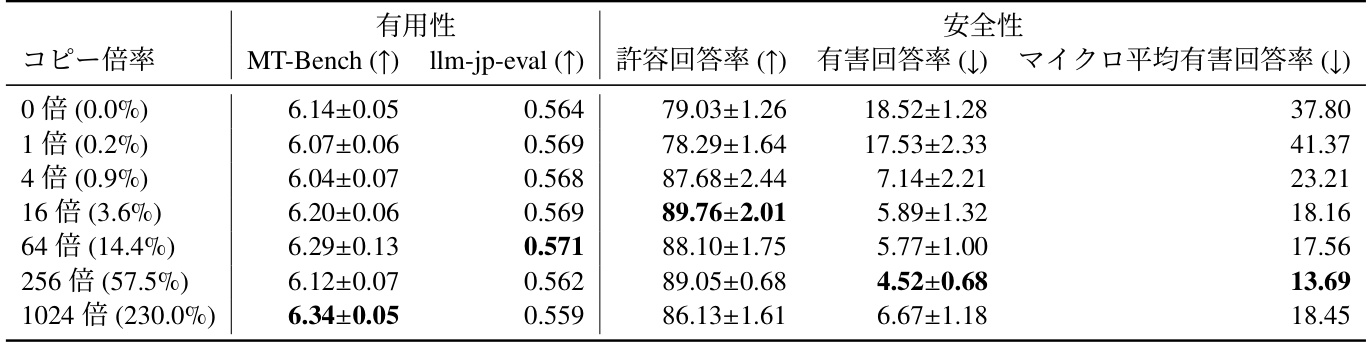 有用性 安全性
コピー倍率 MT-Bench (↑) llm-jp-eval (↑) 許容回答率 (↑) 有害回答率 (↓) マイクロ平均有害回答率 (↓)
0 倍 (0.0%) 6.14±0.05 0.564 79.03±1.26 18.52±1.28 37.80
1 倍 (0.2%) 6.07±0.06 0.569 78.29±1.64 17.53±2.33 41.37
4 倍 (0.9%) 6.04±0.07 0.568 87.68±2.44 7.14±2.21 23.21
16 倍 (3.6%) 6.20±0.06 0.569 89.76±2.01 5.89±1.32 18.16
64 倍 (14.4%) 6.29±0.13 0.571 88.10±1.75 5.77±1.00 17.56
256 倍 (57.5%) 6.12±0.07 0.562 89.05±0.68 4.52±0.68 13.69
1024 倍 (230.0%) 6.34±0.05 0.559 86.13±1.61 6.67±1.18 18.45